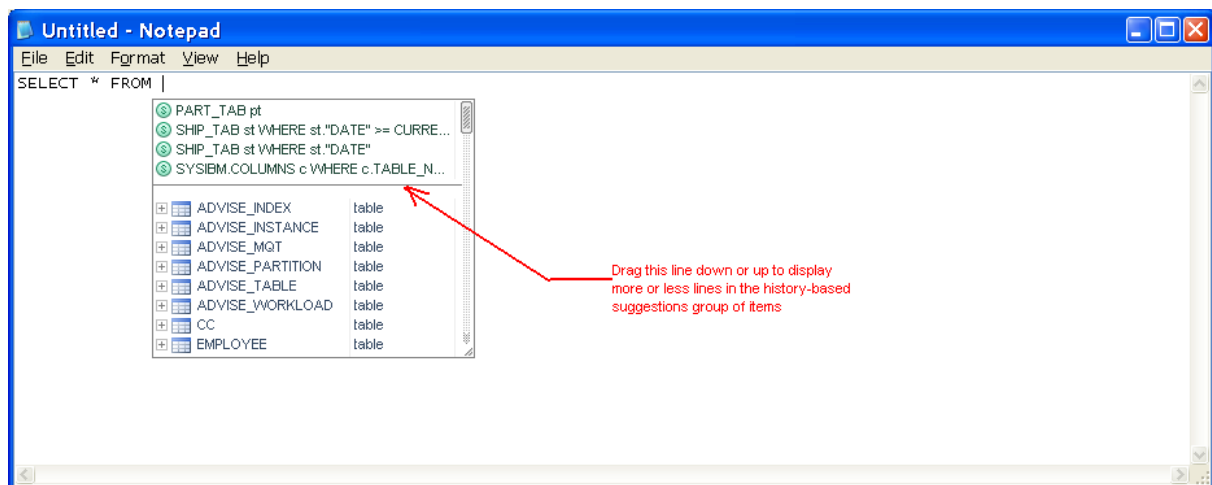 Untitled - Notepad
File Edit Format View Help
SELECT * FROM
PART_TAB pt
SHIP_TAB st WHERE st."DATE" >= CURRE...
SHIP_TAB st WHERE st."DATE"
SYSIBM.COLUMNS c WHERE c.TABLE_N...
ADVISE_INDEX table
ADVISE_INSTANCE table
ADVISE_MQT table
ADVISE_PARTITION table
ADVISE_TABLE table
ADVISE_WORKLOAD table
CC table
EMPLOYEE table
Drag this line down or up to display
more or less lines in the history-based
suggestions group of items